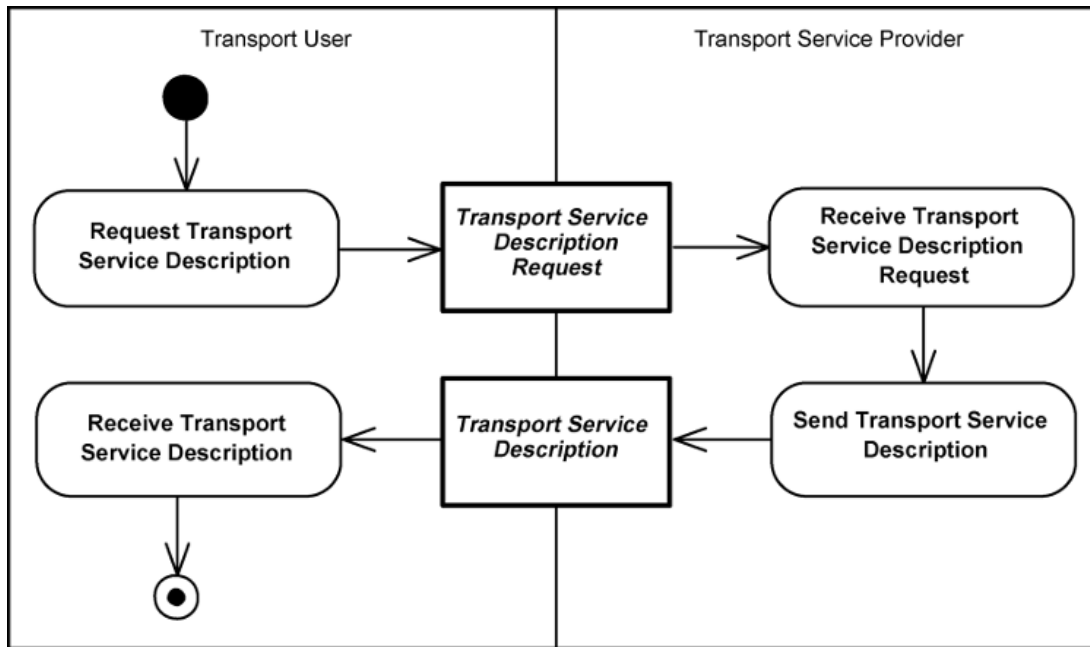 Transport User
Transport Service Provider
Request Transport
Service Description
Transport Service
Description
Request
Receive Transport
Service Description
Request
Receive Transport
Service Description
Transport Service
Description
Send Transport Service
Description